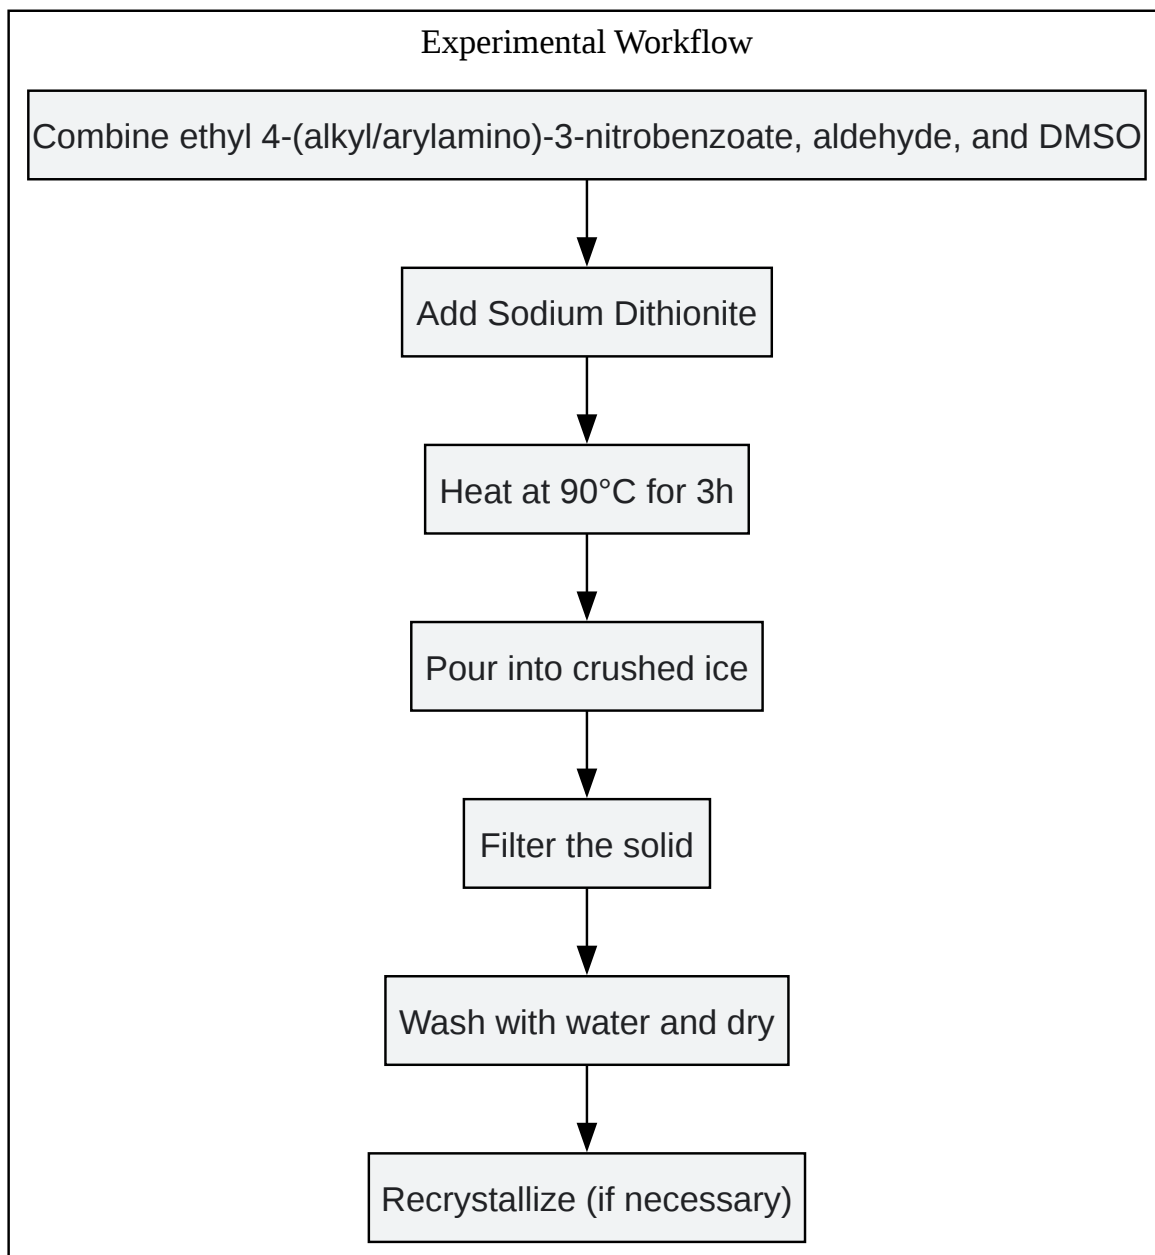 Experimental Workflow
Combine ethyl 4-(alkyl/arylamino)-3-nitrobenzoate, aldehyde, and DMSO
Add Sodium Dithionite
Heat at 90°C for 3h
Pour into crushed ice
Filter the solid
Wash with water and dry
Recrystallize (if necessary)